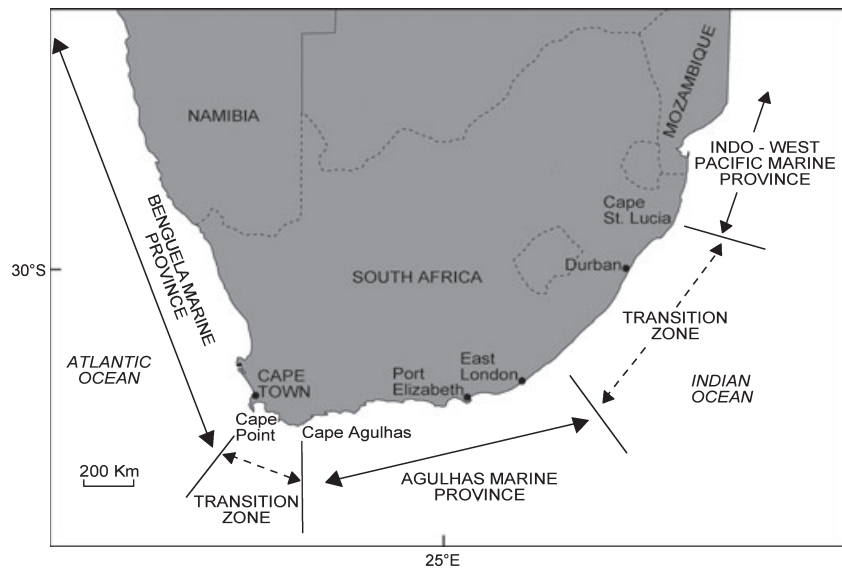 NAMIBIA
MOZAMBIQUE
INDO - WEST
PACIFIC MARINE
PROVINCE
BENGUELA MARINE
PROVINCE
Cape
St. Lucia
30°S
SOUTH AFRICA
Durban
TRANSITION
ZONE
ATLANTIC
OCEAN
CAPE
TOWN
Port
Elizabeth
East
London
INDIAN
OCEAN
Cape
Point
Cape Agulhas
200 Km
TRANSITION
ZONE
AGULHAS MARINE
PROVINCE
25°E